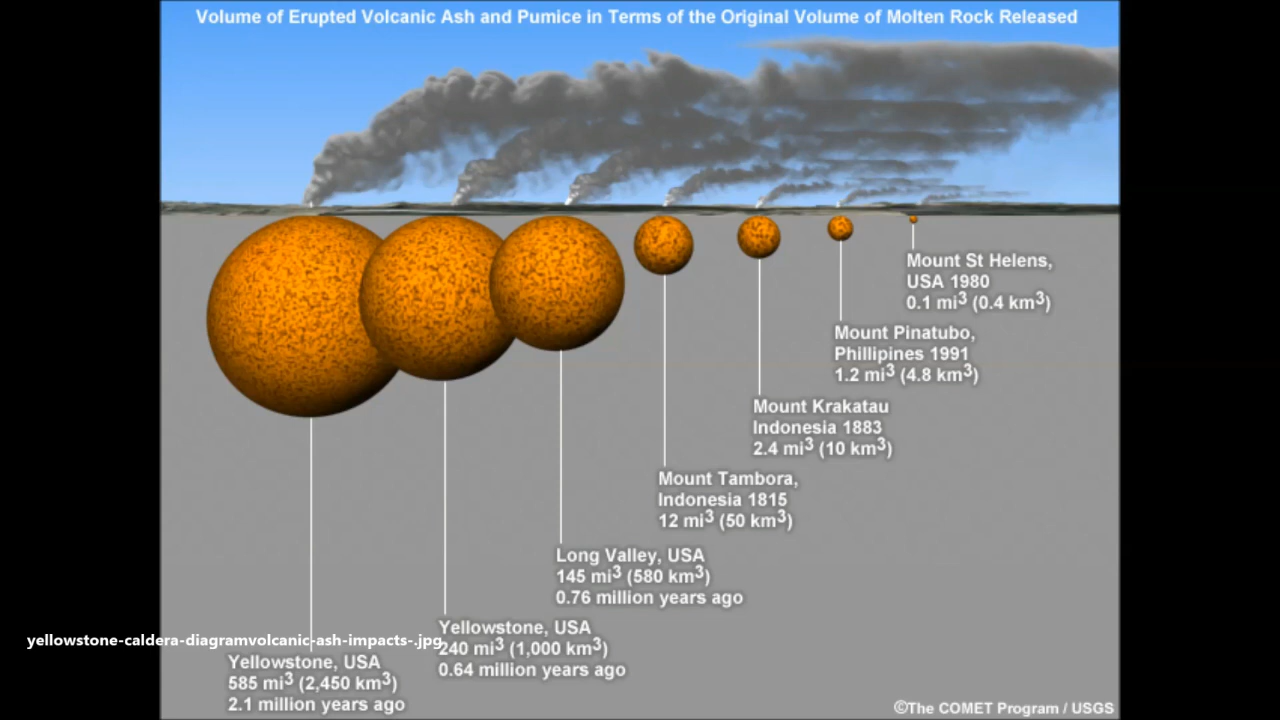 Volume of Erupted Volcanic Ash and Pumice in Terms of the Original Volume of Molten Rock Released
Mount St Helens,
USA 1980
0.1 mi³ (0.4 km³)
Mount Pinatubo,
Phillipines 1991
1.2 mi³ (4.8 km³)
Mount Krakatau
Indonesia 1883
2.4 mi³ (10 km³)
Mount Tambora,
Indonesia 1815
12 mi³ (50 km³)
Long Valley, USA
145 mi³ (580 km³)
0.76 million years ago
Yellowstone, USA
240 mi³ (1,000 km³)
0.64 million years ago
yellowstone-caldera-diagramvolcanic-ash-impacts-.jpg
Yellowstone, USA
585 mi³ (2,450 km³)
2.1 million years ago
©The COMET Program / USGS